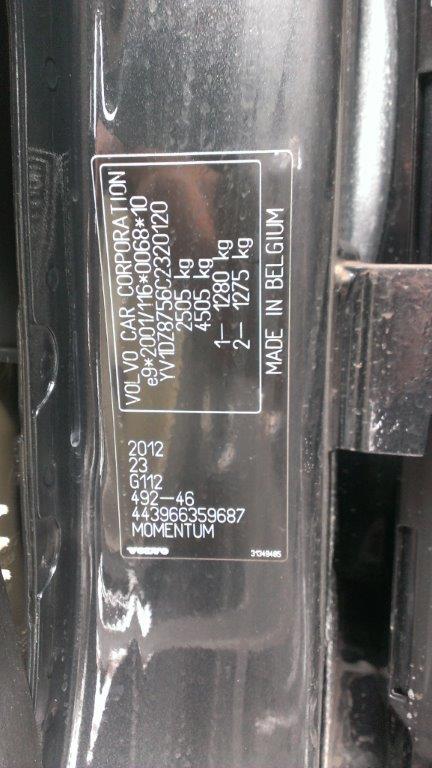 VOLVO CAR CORPORATION
e9*2001/116*0068*10
YV1DZ8756C2320120
2505 kg
4505 kg
1– 1280 kg
2– 1275 kg
MADE IN BELGIUM
2012
23
G112
492–46
443966359687
MOMENTUM
VOLVO
31349485